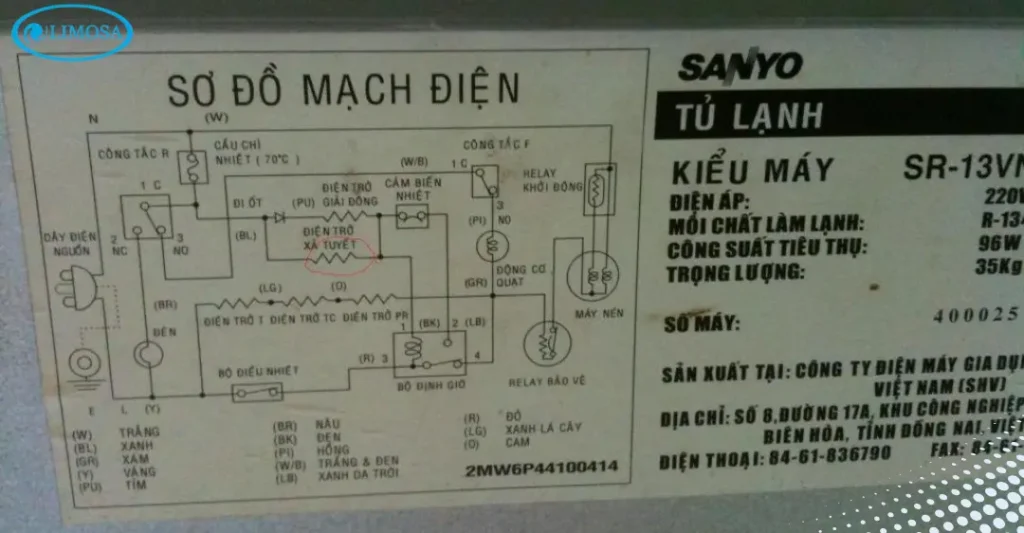 LIMOSA
SƠ ĐỒ MẠCH ĐIỆN
N
(W)
CÔNG TẮC R
CẦU CHÌ
NHIỆT (70°C)
CÔNG TẮC F
(W/B)
1 C
RELAY
KHỞI ĐỘNG
1 C
ĐI ỐT
(PU)
ĐIỆN TRỞ
GIẢI ĐÔNG
CẢM BIẾN
NHIỆT
3
(PI)
NO
(BL)
ĐIỆN TRỞ
XẢ TUYẾT
DÂY ĐIỆN
NGUỒN
2
NC
3
NO
ĐỘNG CƠ
QUẠT
(GR)
(LG)
(O)
(BR)
MÁY NÉN
ĐIỆN TRỞ T
ĐIỆN TRỞ TC
ĐIỆN TRỞ PR
1
(BK)
2
(LB)
ĐÈN
BỘ ĐIỀU NHIỆT
(R)
3
4
BỘ ĐỊNH GIỜ
RELAY BẢO VỆ
E
L
(Y)
(W) TRẮNG
(BL) XANH
(GR) XÁM
(Y) VÀNG
(PU) TÍM
(BR) NÂU
(BK) ĐEN
(PI) HỒNG
(W/B) TRẮNG & ĐEN
(LB) XANH DA TRỜI
(R) ĐỎ
(LG) XANH LÁ CÂY
(O) CAM
2MW6P44100414
SANYO
TỦ LẠNH
KIỂU MÁY SR-13VN
ĐIỆN ÁP: 220V
MÔI CHẤT LÀM LẠNH: R-134
CÔNG SUẤT TIÊU THỤ: 96W
TRỌNG LƯỢNG: 35Kg
SỐ MÁY: 400025
SẢN XUẤT TẠI: CÔNG TY ĐIỆN MÁY GIA DỤNG
VIỆT NAM (SHV)
ĐỊA CHỈ: SỐ 8, ĐƯỜNG 17A, KHU CÔNG NGHIỆP
BIÊN HÒA, TỈNH ĐỒNG NAI, VIỆT
ĐIỆN THOẠI: 84-61-836790 FAX: